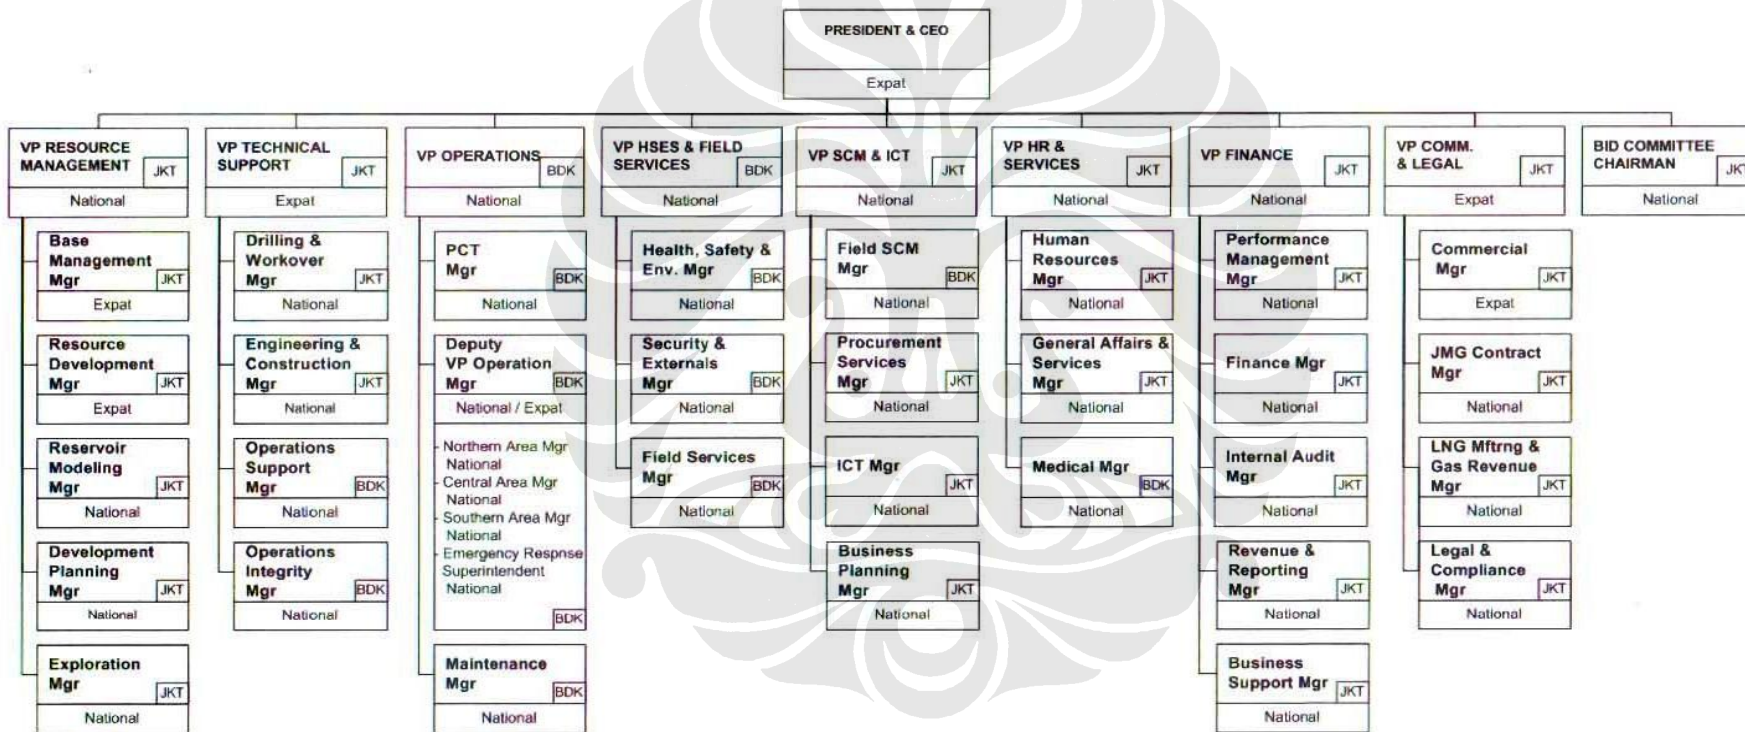 PRESIDENT & CEO
Expat
VP RESOURCE
MANAGEMENT
JKT
National
VP TECHNICAL
SUPPORT
JKT
Expat
VP OPERATIONS
BDK
National
VP HSES & FIELD
SERVICES
BDK
National
VP SCM & ICT
JKT
National
VP HR &
SERVICES
JKT
National
VP FINANCE
JKT
National
VP COMM.
& LEGAL
JKT
Expat
BID COMMITTEE
CHAIRMAN
JKT
National
Base
Management
Mgr
JKT
Expat
Resource
Development
Mgr
JKT
Expat
Reservoir
Modeling
Mgr
JKT
National
Development
Planning
Mgr
JKT
National
Exploration
Mgr
JKT
National
Drilling &
Workover
Mgr
JKT
National
Engineering &
Construction
Mgr
JKT
National
Operations
Support
Mgr
BDK
National
Operations
Integrity
Mgr
BDK
National
PCT
Mgr
BDK
National
Deputy
VP Operation
Mgr
BDK
National / Expat
- Northern Area Mgr
National
- Central Area Mgr
National
- Southern Area Mgr
National
- Emergency Respnse
Superintendent
National
BDK
Maintenance
Mgr
BDK
National
Health, Safety &
Env. Mgr
BDK
National
Security &
Externals
Mgr
BDK
National
Field Services
Mgr
BDK
National
Field SCM
Mgr
BDK
National
Procurement
Services
Mgr
JKT
National
ICT Mgr
JKT
National
Business
Planning
Mgr
JKT
National
Human
Resources
Mgr
JKT
National
General Affairs &
Services
Mgr
JKT
National
Medical Mgr
BDK
National
Performance
Management
Mgr
JKT
National
Finance Mgr
JKT
National
Internal Audit
Mgr
JKT
National
Revenue &
Reporting
Mgr
JKT
National
Business
Support Mgr
JKT
National
Commercial
Mgr
JKT
Expat
JMG Contract
Mgr
JKT
National
LNG Mftrng &
Gas Revenue
Mgr
JKT
National
Legal &
Compliance
Mgr
JKT
National